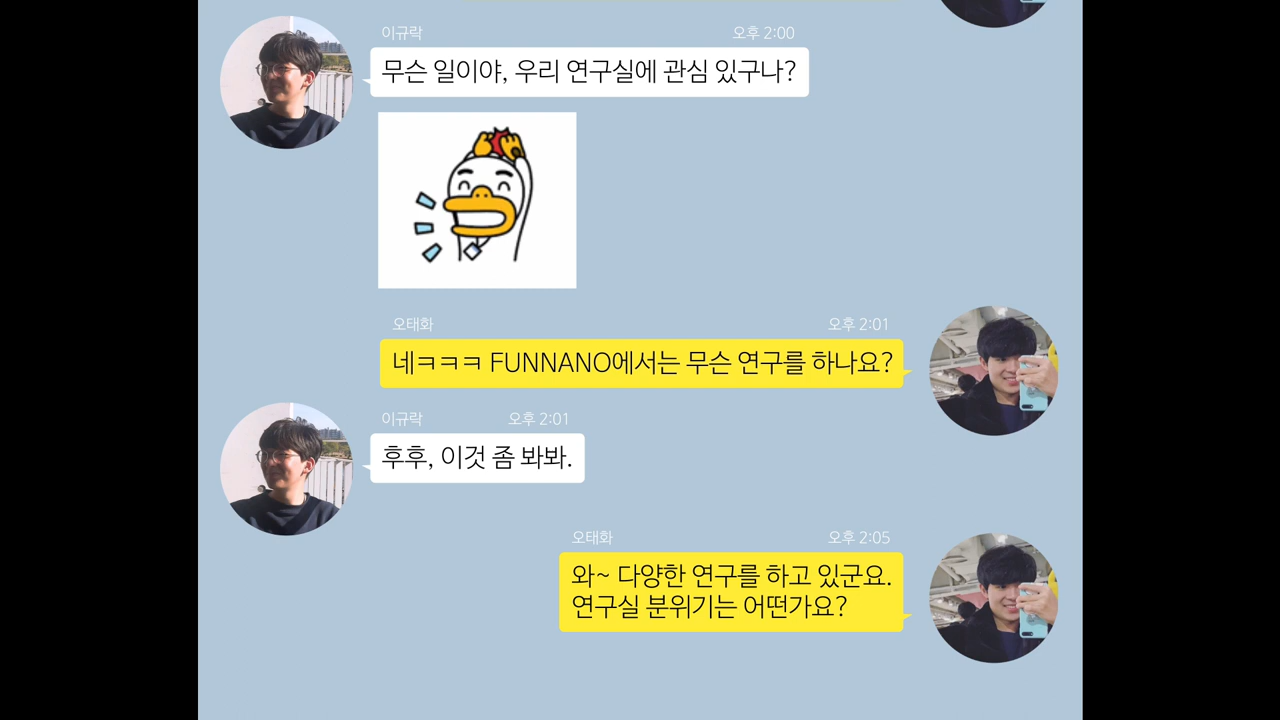 이규락 오후 2:00
무슨 일이야, 우리 연구실에 관심 있구나?
오태화 오후 2:01
네ㅋㅋㅋ FUNNANO에서는 무슨 연구를 하나요?
이규락 오후 2:01
후후, 이것 좀 봐봐.
오태화 오후 2:05
와~ 다양한 연구를 하고 있군요.
연구실 분위기는 어떤가요?